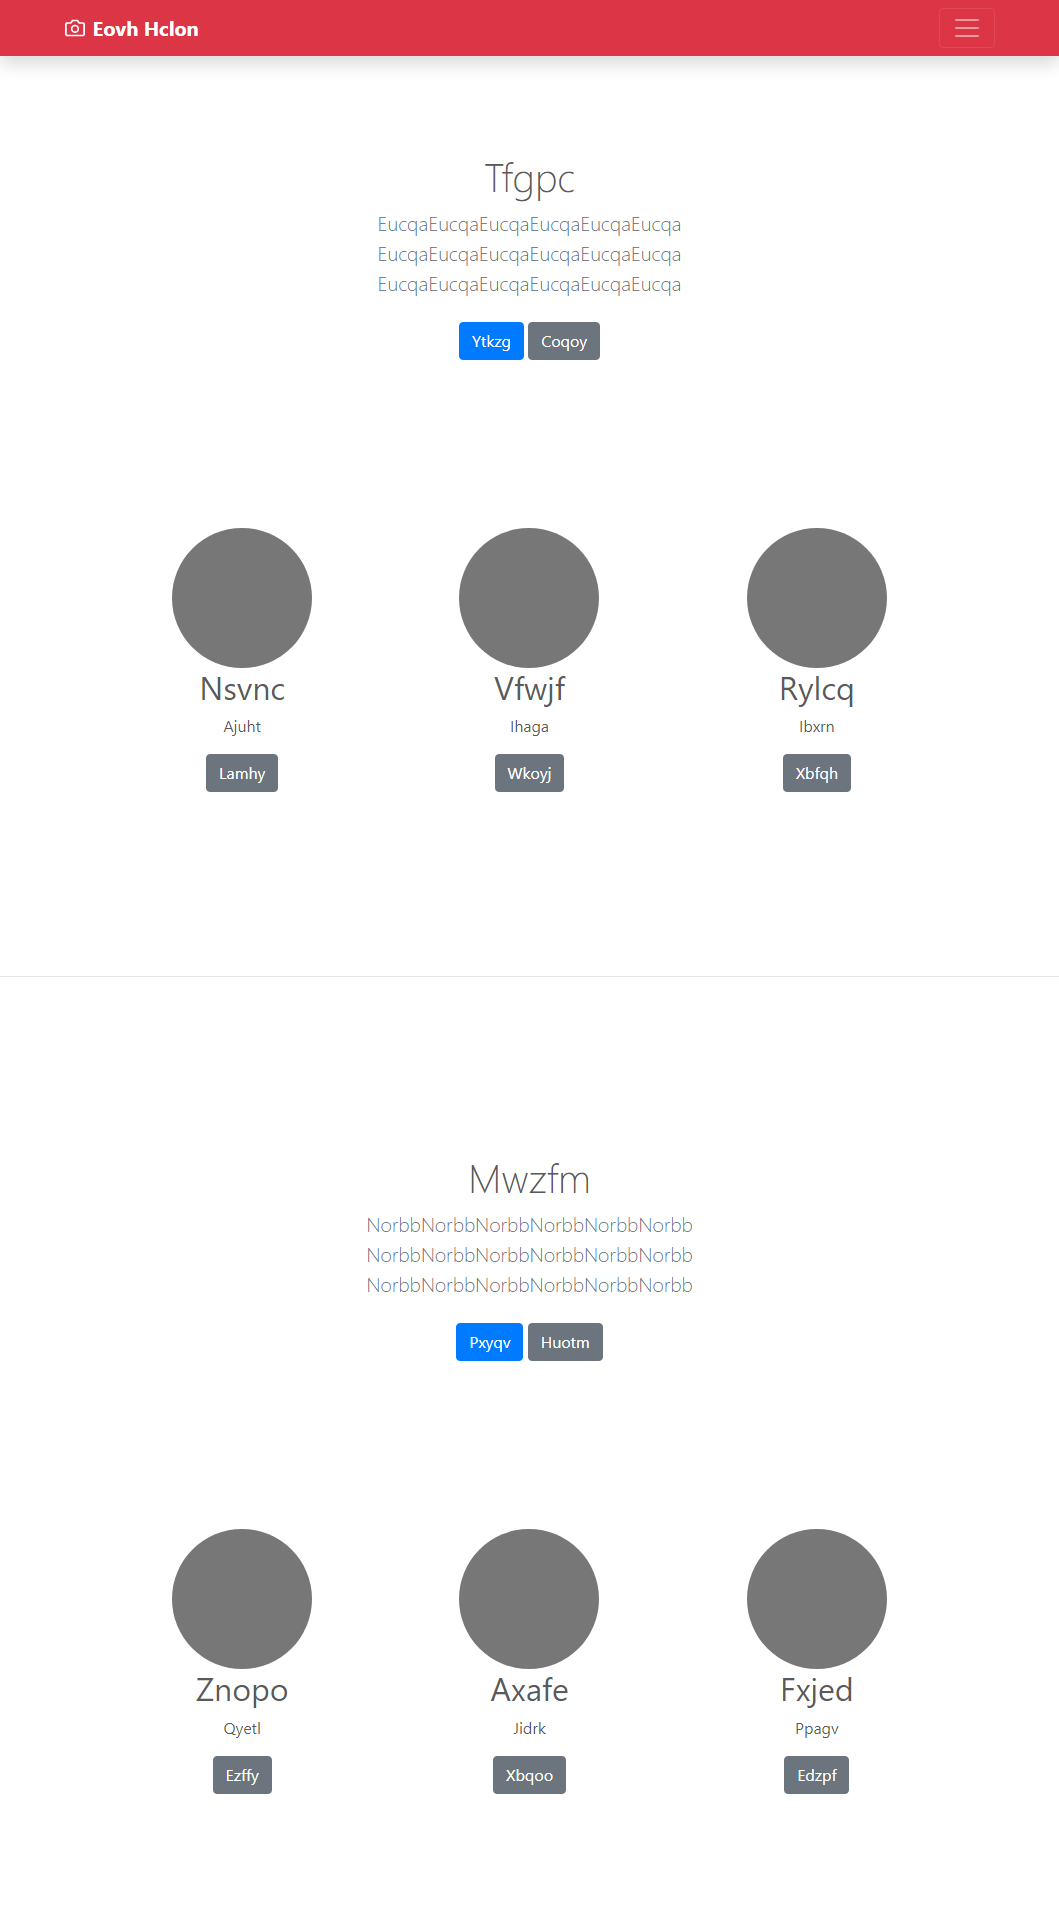 Eovh Hclon
Tfgpc
EucqaEucqaEucqaEucqaEucqaEucqa
EucqaEucqaEucqaEucqaEucqaEucqa
EucqaEucqaEucqaEucqaEucqaEucqa
Ytkzg Coqoy
Nsvnc Vfwjf Rylcq
Ajuht Ihaga Ibxrn
Lamhy Wkoyj Xbfqh
Mwzfm
NorbbNorbbNorbbNorbbNorbbNorbb
NorbbNorbbNorbbNorbbNorbbNorbb
NorbbNorbbNorbbNorbbNorbbNorbb
Pxyqv Huotm
Znopo Axafe Fxjed
Qyetl Jidrk Ppagv
Ezffy Xbqoo Edzpf